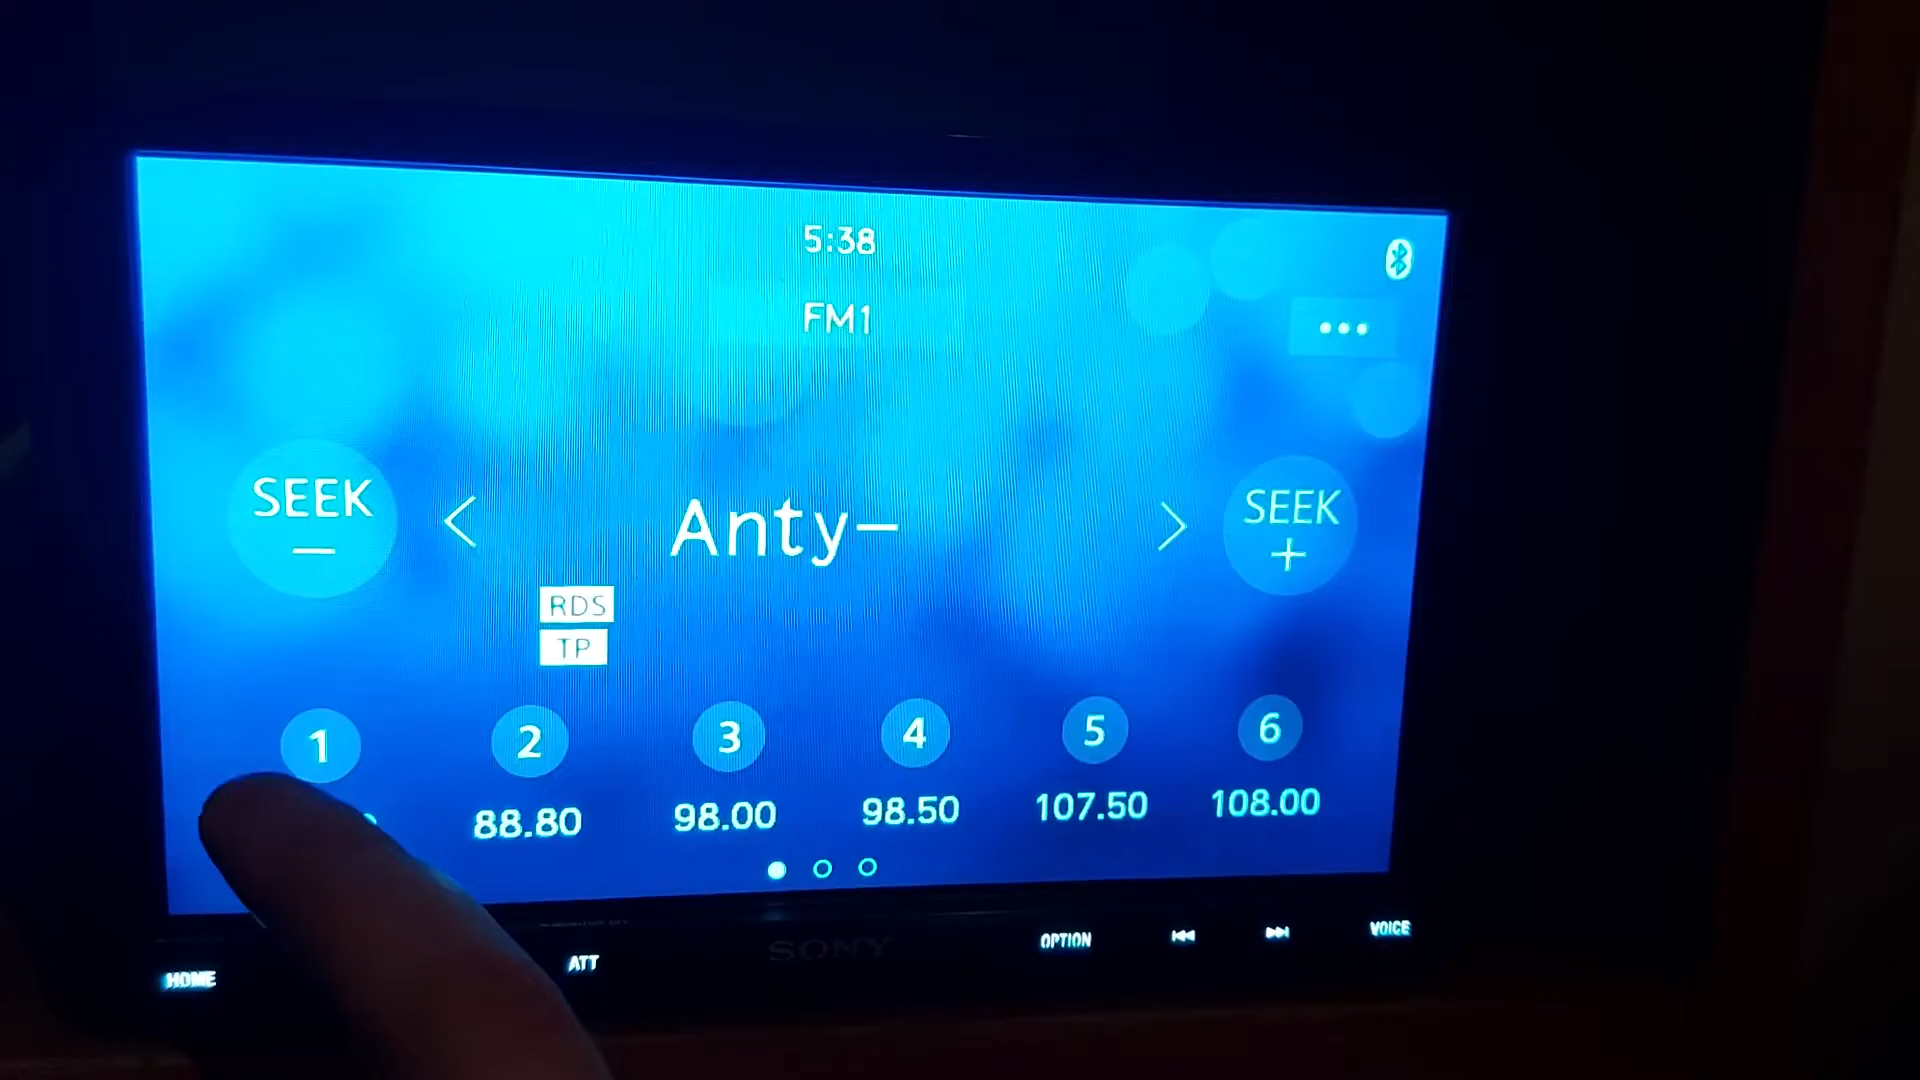 5:38
FM1
SEEK
—
Anty-
SEEK
+
RDS
TP
1 2 3 4 5 6
88.80 98.00 98.50 107.50 108.00
SONY
HOME ATT OPTION VOICE